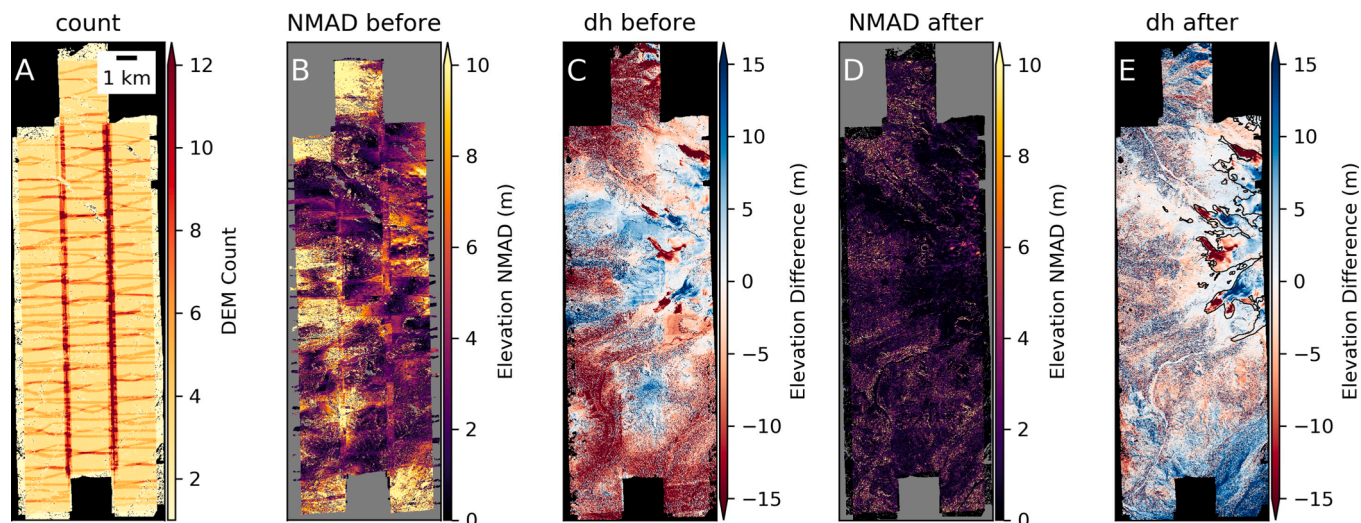 count
NMAD before
dh before
NMAD after
dh after
A
1 km
12
10
8
6
4
2
DEM Count
B
10
8
6
4
2
0
Elevation NMAD (m)
C
15
10
5
0
−5
−10
−15
Elevation Difference (m)
D
10
8
6
4
2
0
Elevation NMAD (m)
E
15
10
5
0
−5
−10
−15
Elevation Difference (m)